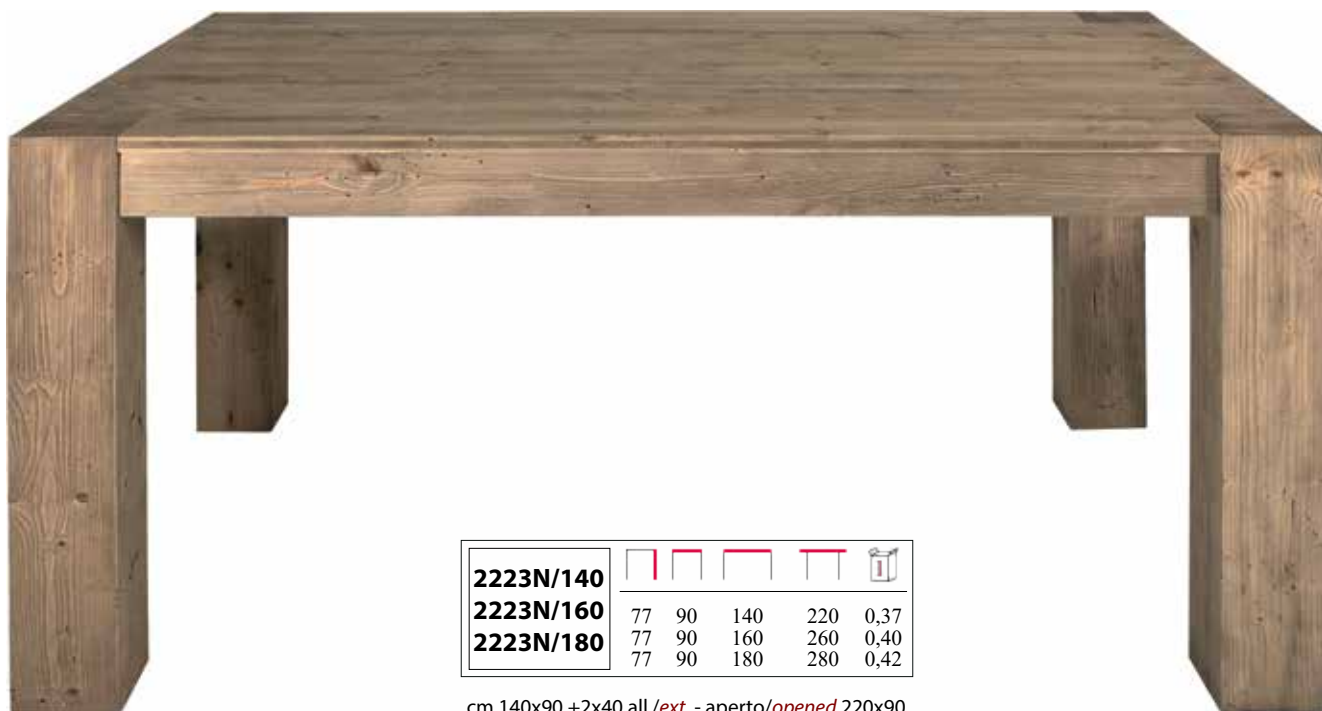 2223N/140
2223N/160
2223N/180
77 90 140 220 0,37
77 90 160 260 0,40
77 90 180 280 0,42
cm 140x90 +2x40 all./ext. - aperto/opened 220x90